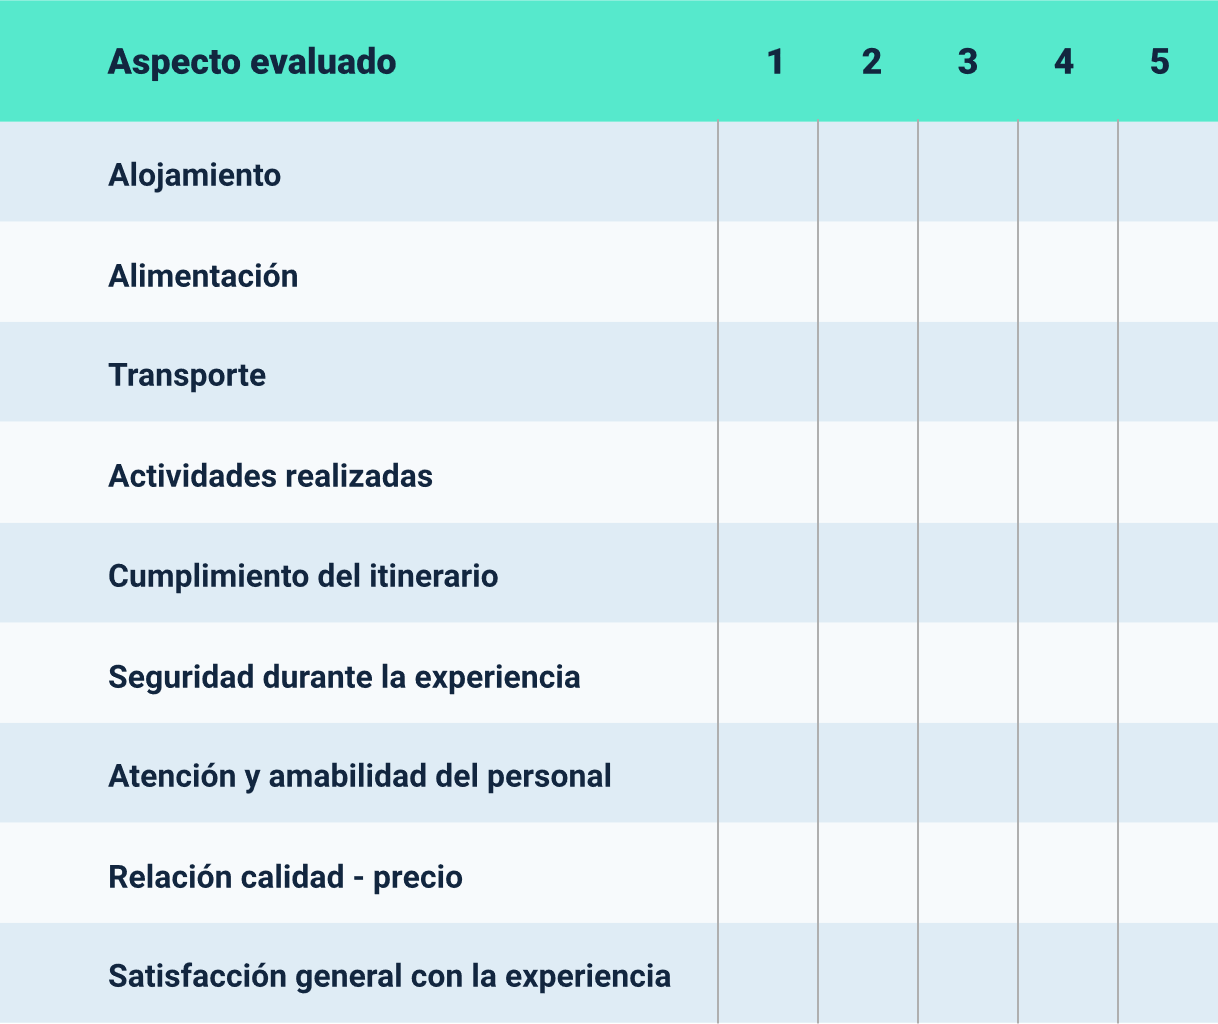 Aspecto evaluado 1 2 3 4 5
Alojamiento
Alimentación
Transporte
Actividades realizadas
Cumplimiento del itinerario
Seguridad durante la experiencia
Atención y amabilidad del personal
Relación calidad - precio
Satisfacción general con la experiencia